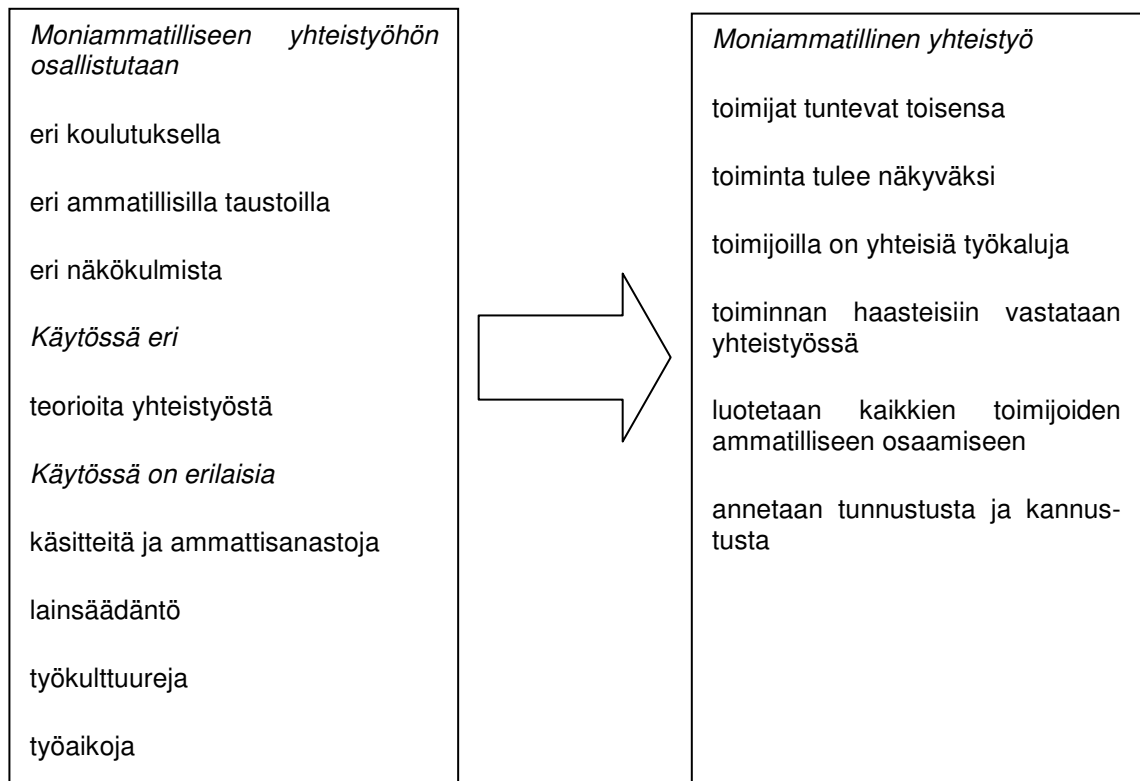 Moniammatilliseen yhteistyöhön
osallistutaan
eri koulutuksella
eri ammatillisilla taustoilla
eri näkökulmista
Käytössä eri
teorioita yhteistyöstä
Käytössä on erilaisia
käsitteitä ja ammattisanastoja
lainsäädäntö
työkulttuureja
työaikoja
Moniammatillinen yhteistyö
toimijat tuntevat toisensa
toiminta tulee näkyväksi
toimijoilla on yhteisiä työkaluja
toiminnan haasteisiin vastataan
yhteistyössä
luotetaan kaikkien toimijoiden
ammatilliseen osaamiseen
annetaan tunnustusta ja kannus-
tusta